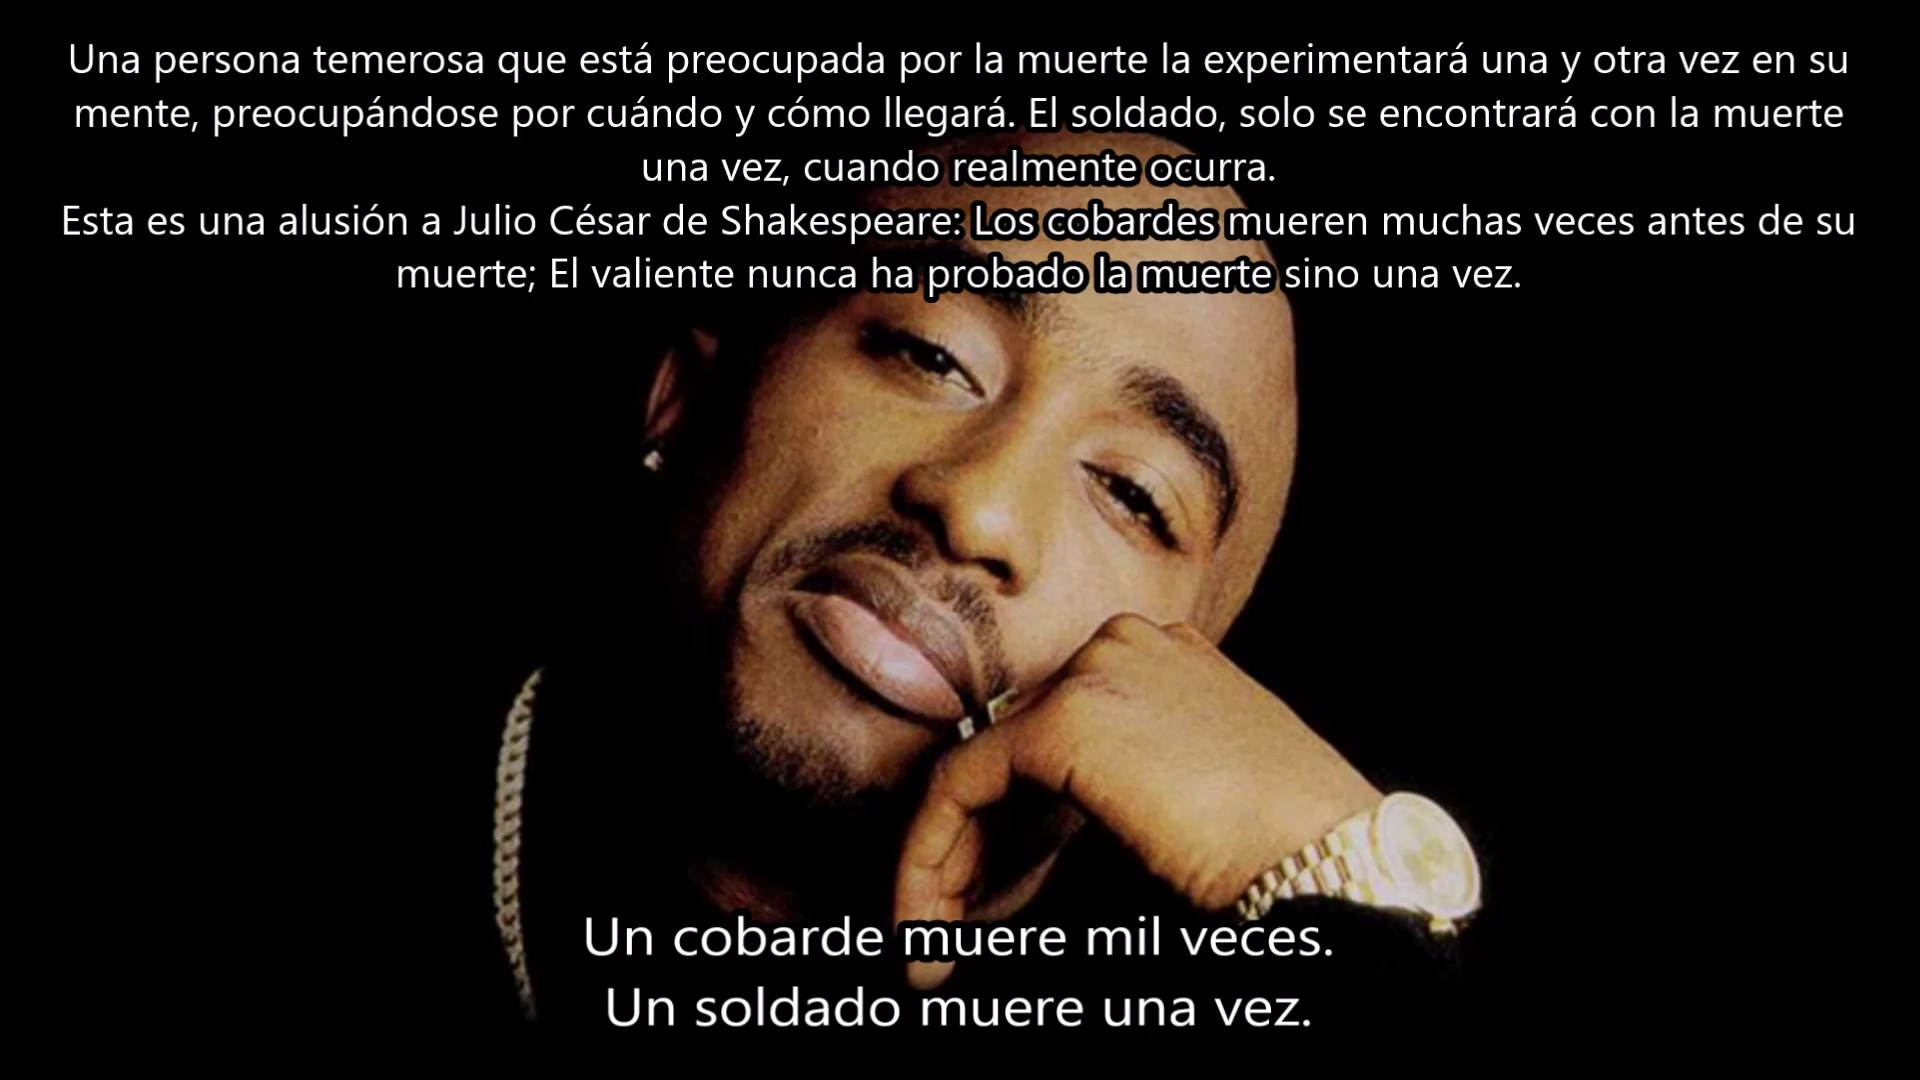 Una persona temerosa que está preocupada por la muerte la experimentará una y otra vez en su
mente, preocupándose por cuándo y cómo llegará. El soldado, solo se encontrará con la muerte
una vez, cuando realmente ocurra.
Esta es una alusión a Julio César de Shakespeare: Los cobardes mueren muchas veces antes de su
muerte; El valiente nunca ha probado la muerte sino una vez.
Un cobarde muere mil veces.
Un soldado muere una vez.